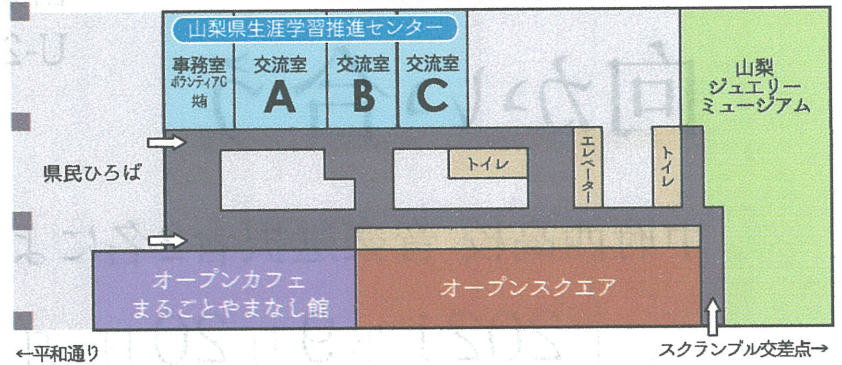 山梨県生涯学習推進センター
事務室
ボランティアC
共有
交流室
A
交流室
B
交流室
C
山梨
ジュエリー
ミュージアム
トイレ
エレベーター
トイレ
県民ひろば
オープンカフェ
まるごとやまなし館
オープンスクエア
←平和通り
スクランブル交差点→